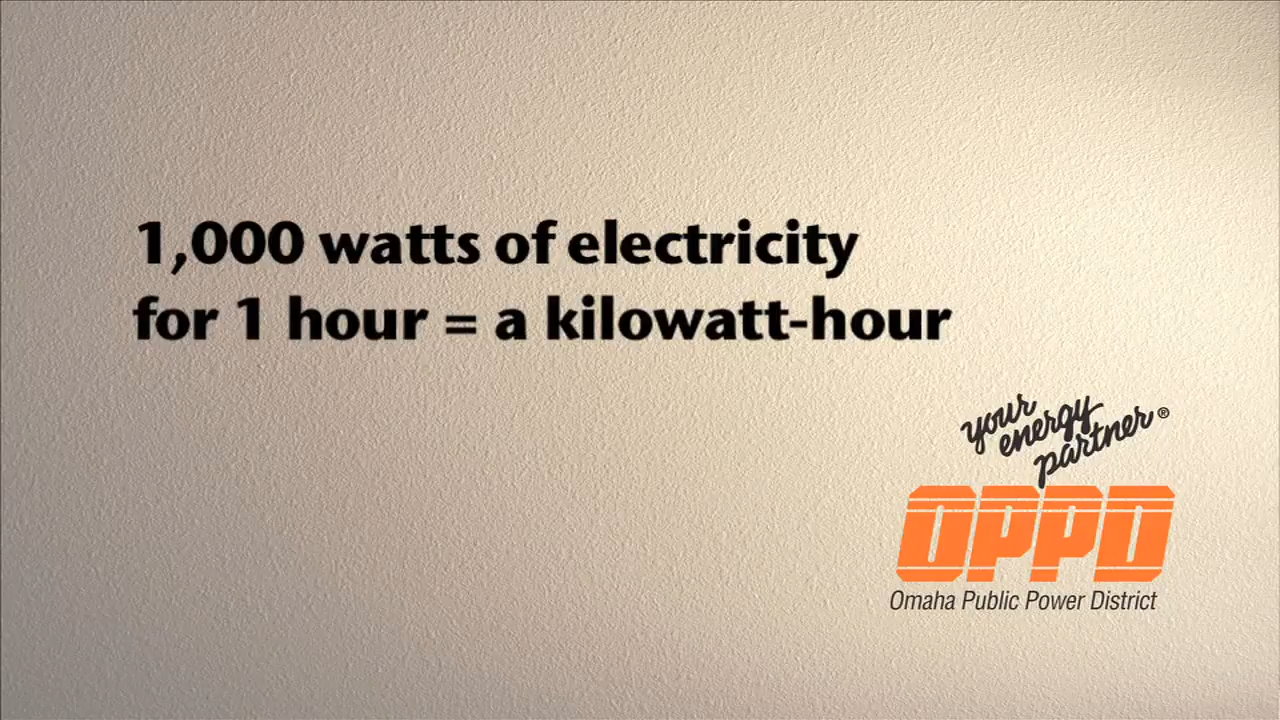 1,000 watts of electricity
for 1 hour = a kilowatt-hour
your
energy
partner®
OPPD
Omaha Public Power District